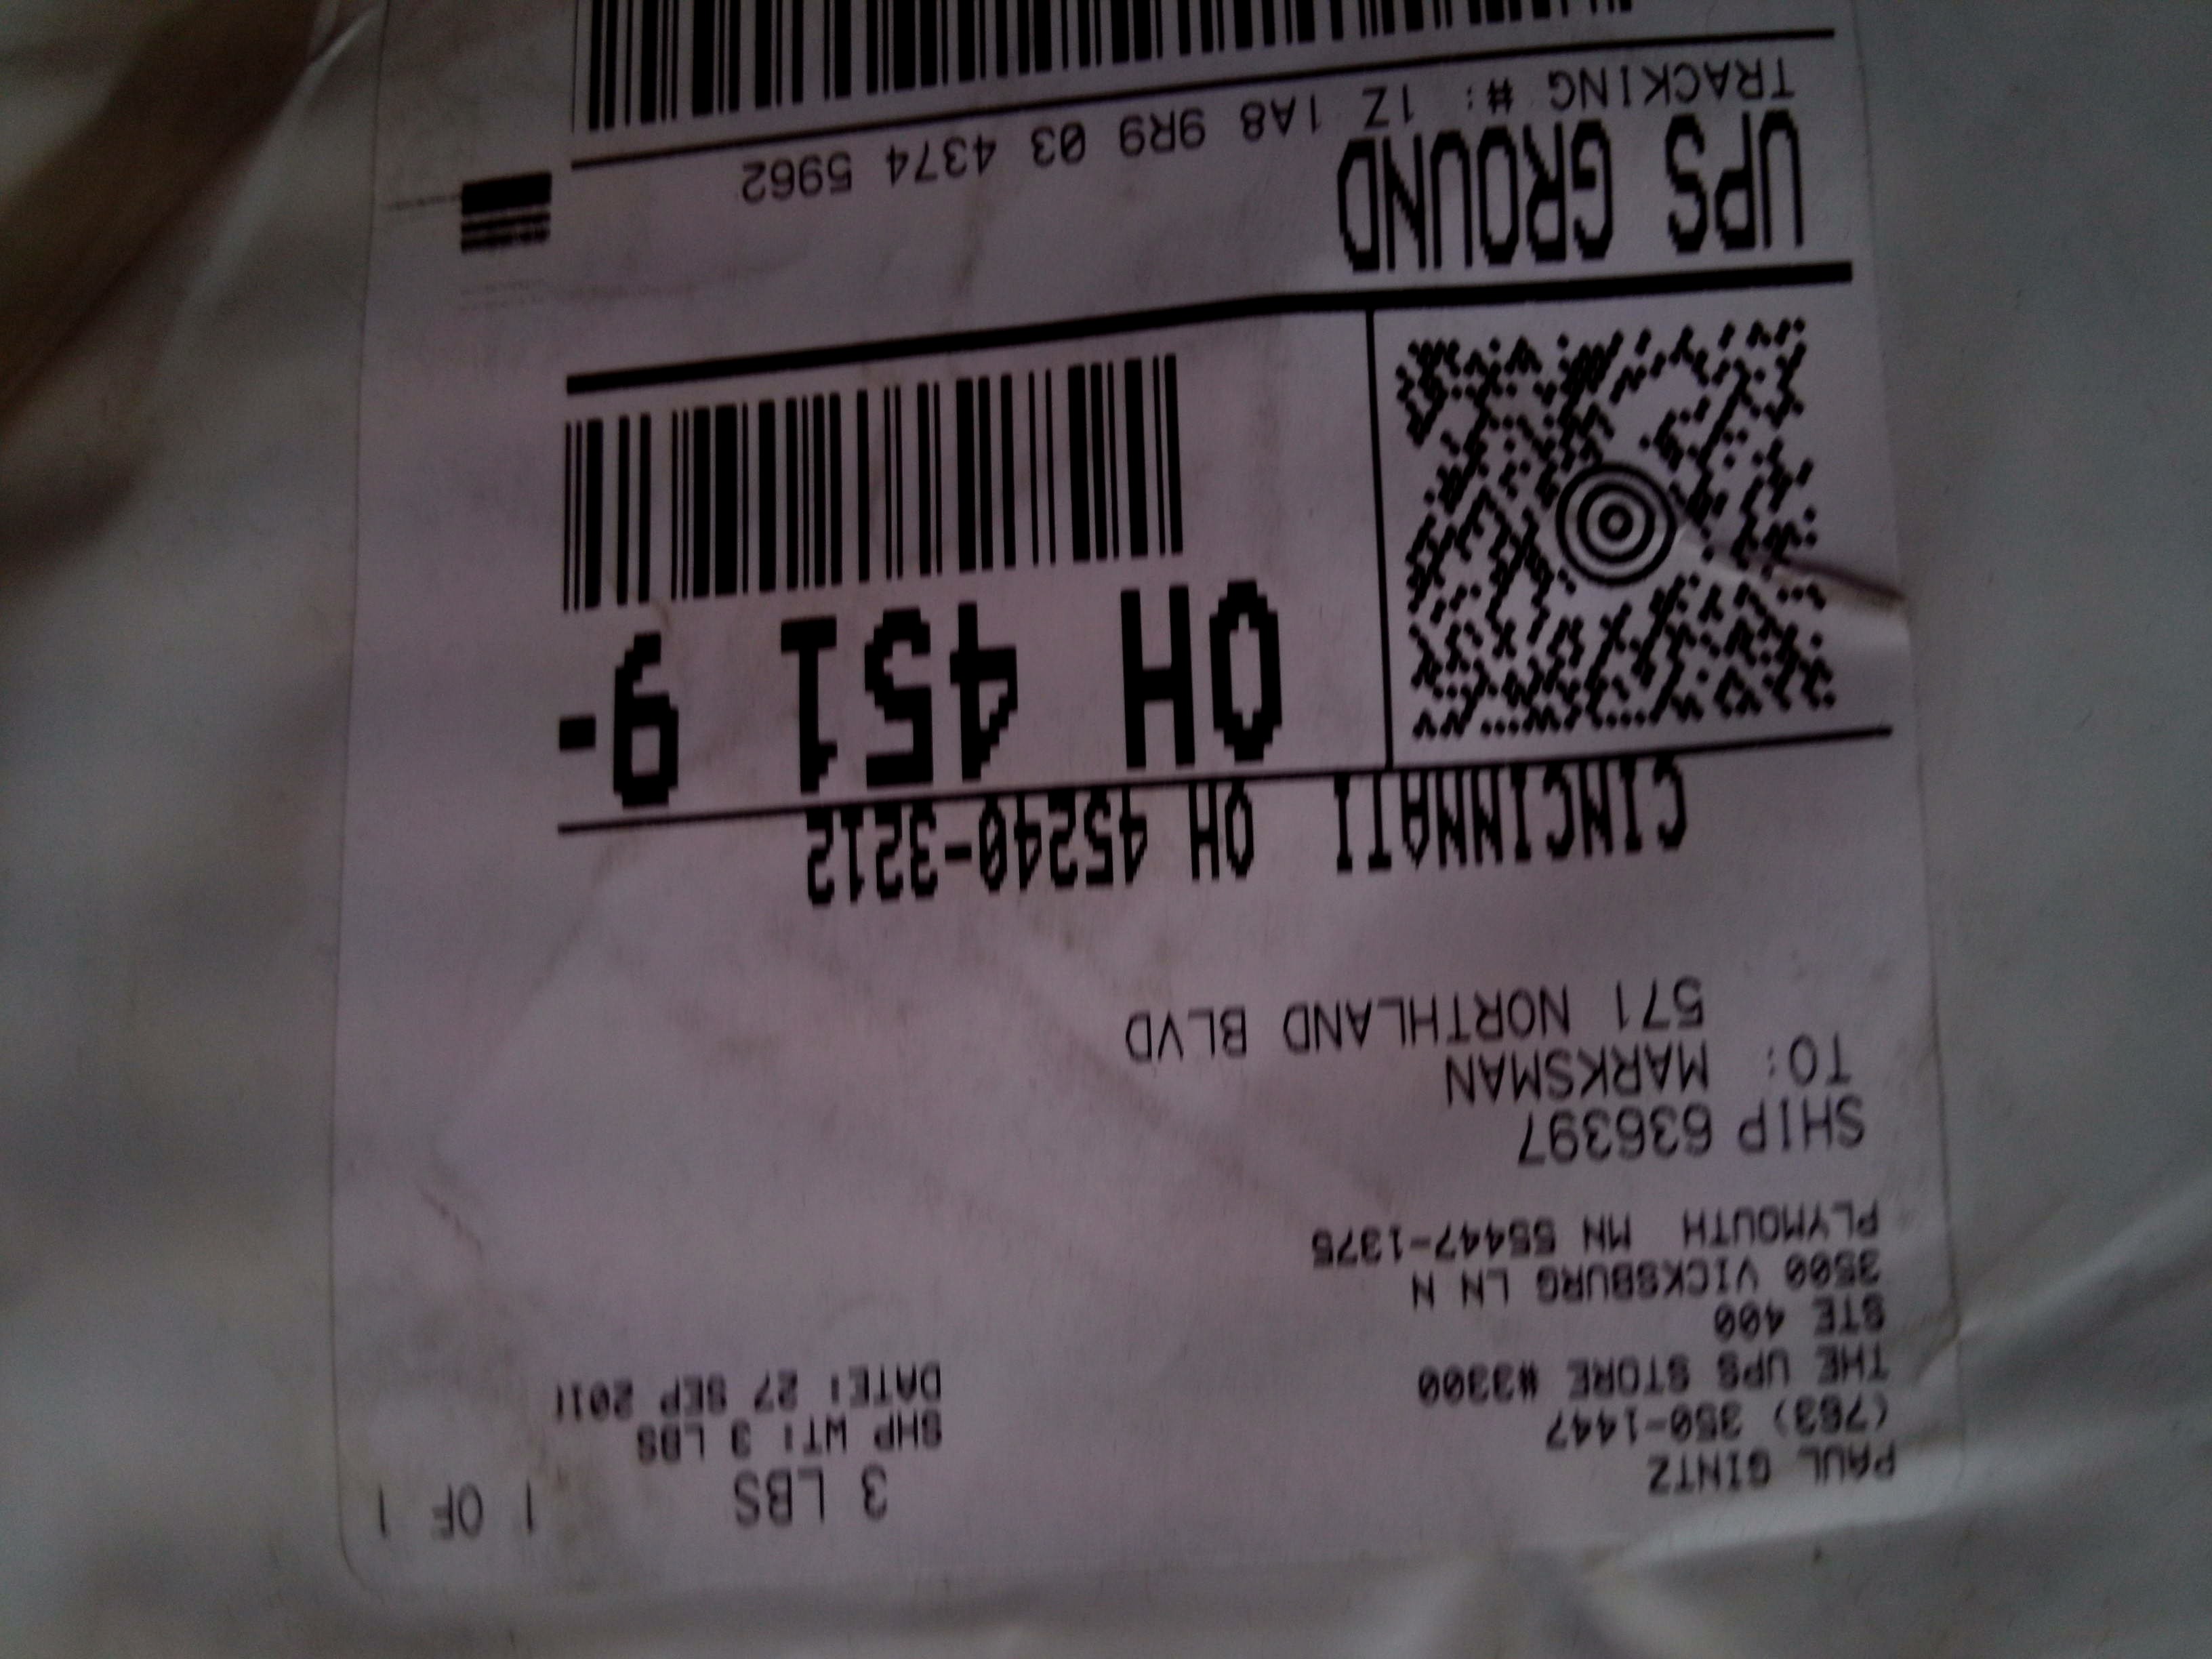 PAUL GINTZ
(763) 350-1447
THE UPS STORE #3300
STE 400
3500 VICKSBURG LN N
PLYMOUTH MN 55447-1375
3 LBS
1 OF 1
SHP WT: 3 LBS
DATE: 27 SEP 201
SHIP 636397
TO: MARKSMAN
571 NORTHLAND BLVD
CINCINNATI OH 45240-3212
OH 451 9-
UPS GROUND
TRACKING #: 1Z 1A8 9R9 03 4374 5962